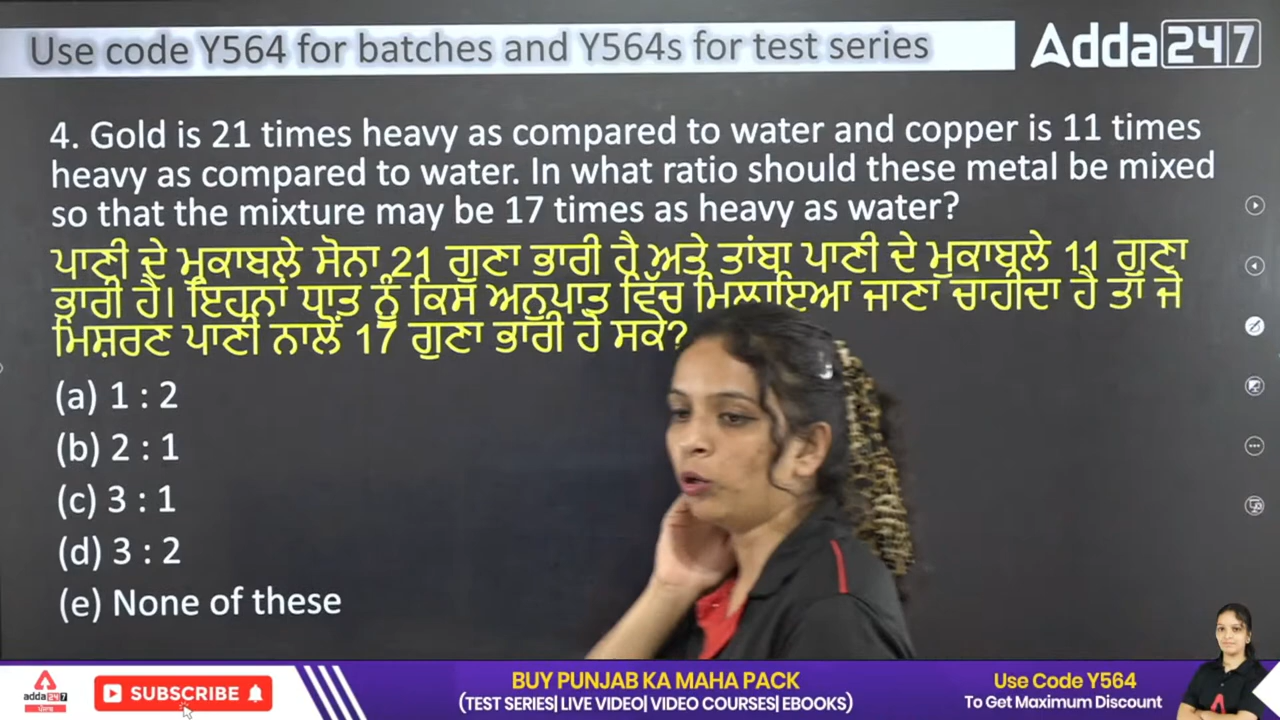 Use code Y564 for batches and Y564s for test series
Adda247
4. Gold is 21 times heavy as compared to water and copper is 11 times
heavy as compared to water. In what ratio should these metal be mixed
so that the mixture may be 17 times as heavy as water?
ਪਾਣੀ ਦੇ ਮੁਕਾਬਲੇ ਸੋਨਾ 21 ਗੁਣਾ ਭਾਰੀ ਹੈ ਅਤੇ ਤਾਂਬਾ ਪਾਣੀ ਦੇ ਮੁਕਾਬਲੇ 11 ਗੁਣਾ
ਭਾਰੀ ਹੈ। ਇਹਨਾਂ ਧਾਤੂ ਨੂੰ ਕਿਸ ਅਨੁਪਾਤ ਵਿੱਚ ਮਿਲਾਇਆ ਜਾਣਾ ਚਾਹੀਦਾ ਹੈ ਤਾਂ ਜੋ
ਮਿਸ਼ਰਣ ਪਾਣੀ ਨਾਲੋਂ 17 ਗੁਣਾ ਭਾਰੀ ਹੋ ਸਕੇ?
(a) 1 : 2
(b) 2 : 1
(c) 3 : 1
(d) 3 : 2
(e) None of these
adda247
ਪੰਜਾਬ
SUBSCRIBE
BUY PUNJAB KA MAHA PACK
(TEST SERIES| LIVE VIDEO| VIDEO COURSES| EBOOKS)
Use Code Y564
To Get Maximum Discount